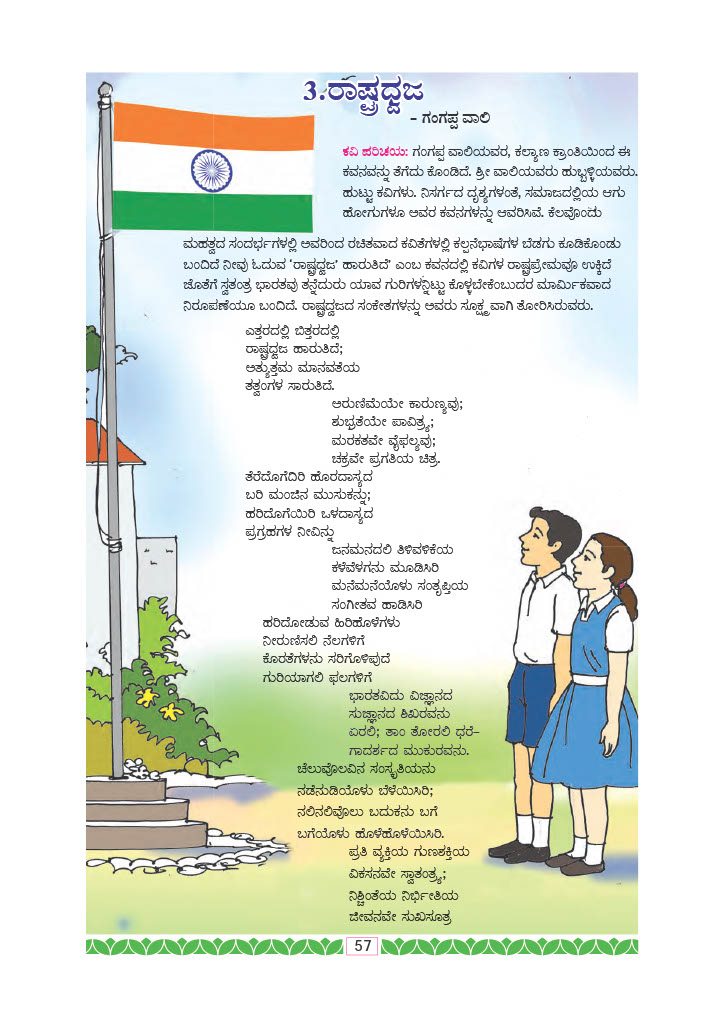 3.ರಾಷ್ಟ್ರಧ್ವಜ
– ಗಂಗಪ್ಪ ವಾಲಿ
ಕವಿ ಪರಿಚಯ: ಗಂಗಪ್ಪ ವಾಲಿಯವರ, ಕಲ್ಯಾಣ ಕ್ರಾಂತಿಯಿಂದ ಈ
ಕವನವನ್ನು ತೆಗೆದು ಕೊಂಡಿದೆ. ಶ್ರೀ ವಾಲಿಯವರು ಹುಬ್ಬಳ್ಳಿಯವರು.
ಹುಟ್ಟು ಕವಿಗಳು. ನಿಸರ್ಗದ ದೃಶ್ಯಗಳಂತೆ, ಸಮಾಜದಲ್ಲಿಯ ಆಗು
ಹೋಗುಗಳೂ ಅವರ ಕವನಗಳನ್ನು ಆವರಿಸಿವೆ. ಕೆಲವೊಂದು
ಮಹತ್ವದ ಸಂದರ್ಭಗಳಲ್ಲಿ ಅವರಿಂದ ರಚಿತವಾದ ಕವಿತೆಗಳಲ್ಲಿ ಕಲ್ಪನೆಭಾಷೆಗಳ ಬೆಡಗು ಕೂಡಿಕೊಂಡು
ಬಂದಿದೆ ನೀವು ಓದುವ ‘ರಾಷ್ಟ್ರಧ್ವಜ’ ಹಾರುತಿದೆ’ ಎಂಬ ಕವನದಲ್ಲಿ ಕವಿಗಳ ರಾಷ್ಟ್ರಪ್ರೇಮವೂ ಉಕ್ಕಿದೆ
ಜೊತೆಗೆ ಸ್ವತಂತ್ರ ಭಾರತವು ತನ್ನೆದುರು ಯಾವ ಗುರಿಗಳನ್ನಿಟ್ಟು ಕೊಳ್ಳಬೇಕೆಂಬುದರ ಮಾರ್ಮಿಕವಾದ
ನಿರೂಪಣೆಯೂ ಬಂದಿದೆ. ರಾಷ್ಟ್ರಧ್ವಜದ ಸಂಕೇತಗಳನ್ನು ಅವರು ಸೂಕ್ಷ್ಮವಾಗಿ ತೋರಿಸಿರುವರು.
ಎತ್ತರದಲ್ಲಿ ಬಿತ್ತರದಲ್ಲಿ
ರಾಷ್ಟ್ರಧ್ವಜ ಹಾರುತಿದೆ;
ಅತ್ಯುತ್ತಮ ಮಾನವತೆಯ
ತತ್ವಂಗಳ ಸಾರುತಿದೆ.
ಅರುಣಿಮೆಯೇ ಕಾರುಣ್ಯವು;
ಶುಭ್ರತೆಯೇ ಪಾವಿತ್ರ್ಯ;
ಮರಕತವೇ ವೈಫಲ್ಯವು;
ಚಕ್ರವೇ ಪ್ರಗತಿಯ ಚಿತ್ರ.
ತೆರೆದೊಗೆದಿರಿ ಹೊರದಾಸ್ಯದ
ಬರಿ ಮಂಜಿನ ಮುಸುಕನ್ನು;
ಹರಿದೊಗೆಯಿರಿ ಒಳದಾಸ್ಯದ
ಪ್ರಗ್ರಹಗಳ ನೀವಿನ್ನು
ಜನಮನದಲಿ ತಿಳಿವಳಿಕೆಯ
ಕಳೆವೆಳಗನು ಮೂಡಿಸಿರಿ
ಮನೆಮನೆಯೊಳು ಸಂತೃಪ್ತಿಯ
ಸಂಗೀತವ ಹಾಡಿಸಿರಿ
ಹರಿದೋಡುವ ಹಿರಿಹೊಳೆಗಳು
ನೀರುಣಿಸಲಿ ನೆಲಗಳಿಗೆ
ಕೊರತೆಗಳನು ಸರಿಗೊಳಿಪುದೆ
ಗುರಿಯಾಗಲಿ ಫಲಗಳಿಗೆ
ಭಾರತವಿದು ವಿಜ್ಞಾನದ
ಸುಜ್ಞಾನದ ಶಿಖರವನು
ಏರಲಿ; ತಾಂ ತೋರಲಿ ಧರೆ–
ಗಾದರ್ಶದ ಮುಕುರವನು.
ಚೆಲುವೊಲವಿನ ಸಂಸ್ಕೃತಿಯನು
ನಡೆನುಡಿಯೊಳು ಬೆಳೆಯಿಸಿರಿ;
ನಲಿನಲಿವೊಲು ಬದುಕನು ಬಗೆ
ಬಗೆಯೊಳು ಹೊಳೆಹೊಳೆಯಿಸಿರಿ.
ಪ್ರತಿ ವ್ಯಕ್ತಿಯ ಗುಣಶಕ್ತಿಯ
ವಿಕಸನವೇ ಸ್ವಾತಂತ್ರ್ಯ;
ನಿಶ್ಚಿಂತೆಯ ನಿರ್ಭೀತಿಯ
ಜೀವನವೇ ಸುಖಸೂತ್ರ
57